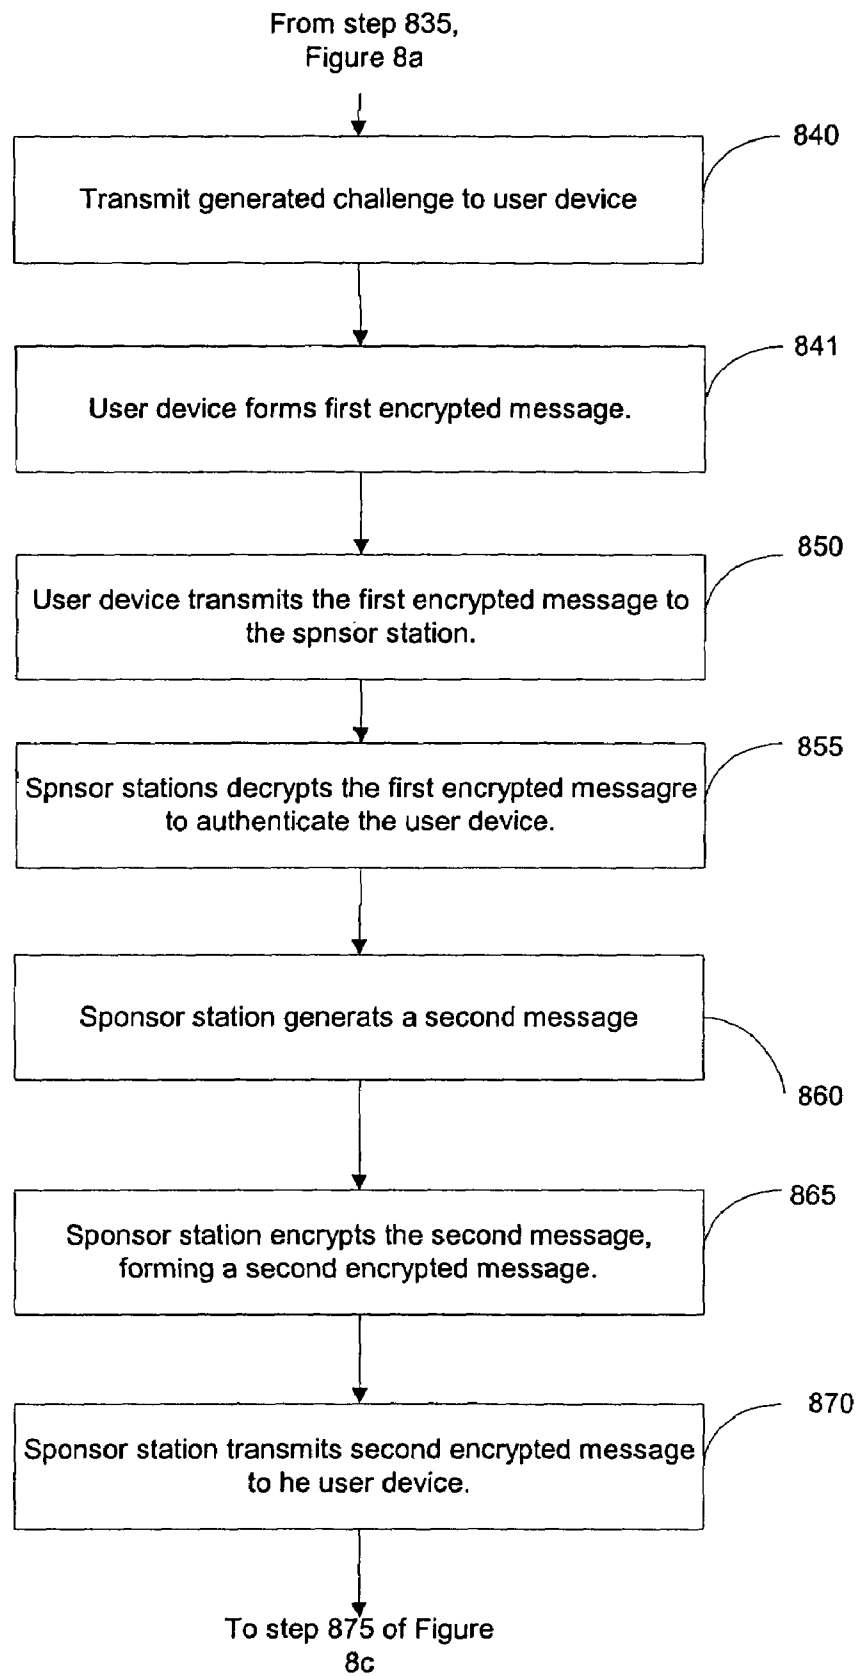 From step 835,
Figure 8a
840
Transmit generated challenge to user device
841
User device forms first encrypted message.
850
User device transmits the first encrypted message to
the spnsor station.
855
Spnsor stations decrypts the first encrypted messagre
to authenticate the user device.
Sponsor station generats a second message
860
865
Sponsor station encrypts the second message,
forming a second encrypted message.
870
Sponsor station transmits second encrypted message
to he user device.
To step 875 of Figure
8c